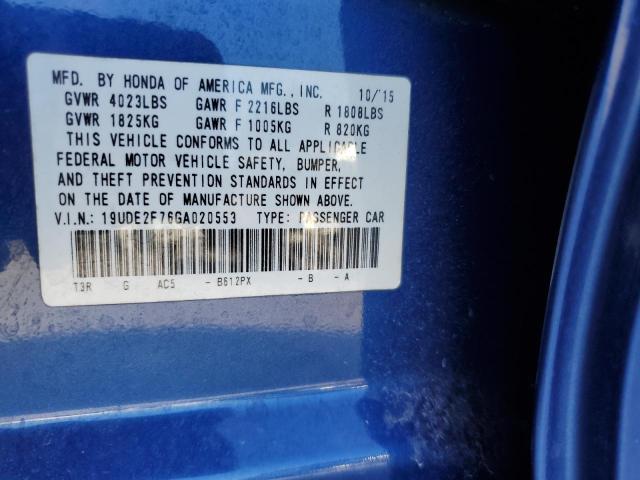 MFD. BY HONDA OF AMERICA MFG., INC. 10/'15
GVWR 4023LBS GAWR F 2216LBS R 1808LBS
GVWR 1825KG GAWR F 1005KG R 820KG
THIS VEHICLE CONFORMS TO ALL APPLICABLE
FEDERAL MOTOR VEHICLE SAFETY, BUMPER,
AND THEFT PREVENTION STANDARDS IN EFFECT
ON THE DATE OF MANUFACTURE SHOWN ABOVE.
V.I.N.: 19UDE2F76GA020553 TYPE: PASSENGER CAR
T3R G AC5 - B612PX - B - A